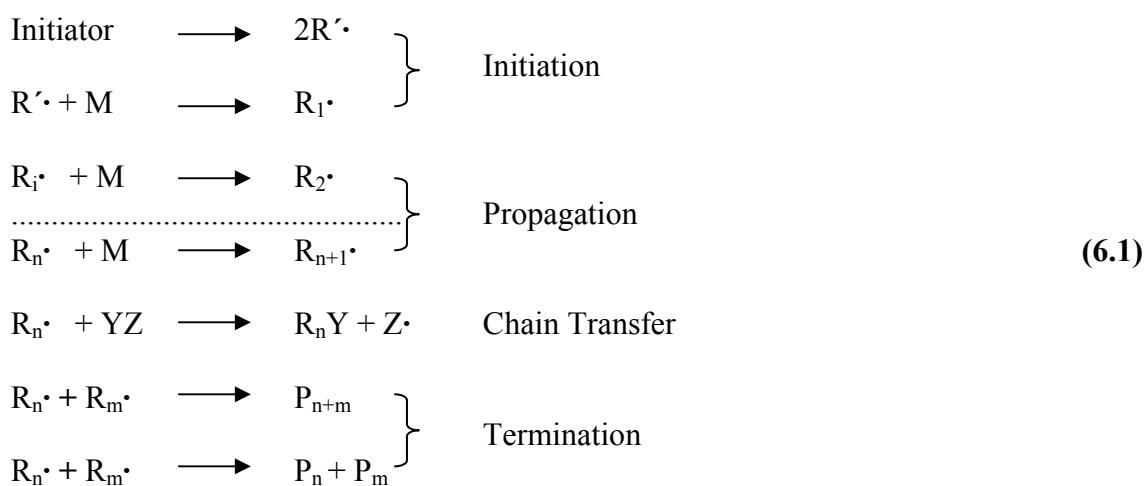 Initiator ⟶ 2R´·
Initiation
R´· + M ⟶ R₁·
Rᵢ· + M ⟶ R₂·
....................................................
Propagation
Rₙ· + M ⟶ Rₙ₊₁· (6.1)
Rₙ· + YZ ⟶ RₙY + Z· Chain Transfer
Rₙ· + Rₘ· ⟶ Pₙ₊ₘ
Termination
Rₙ· + Rₘ· ⟶ Pₙ + Pₘ